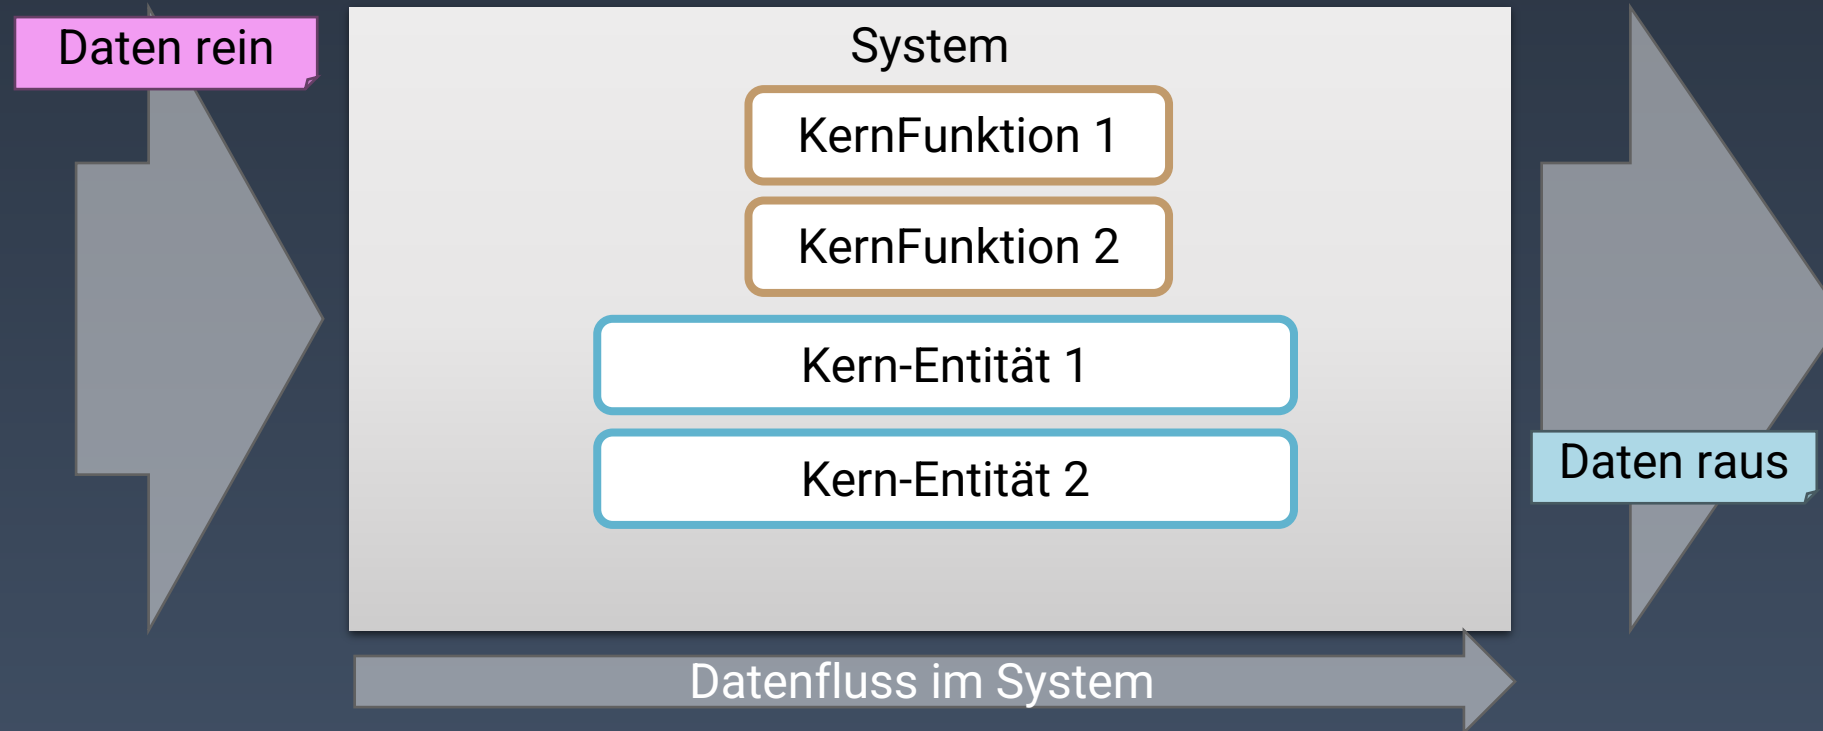 Daten rein
System
KernFunktion 1
KernFunktion 2
Kern-Entität 1
Kern-Entität 2
Daten raus
Datenfluss im System